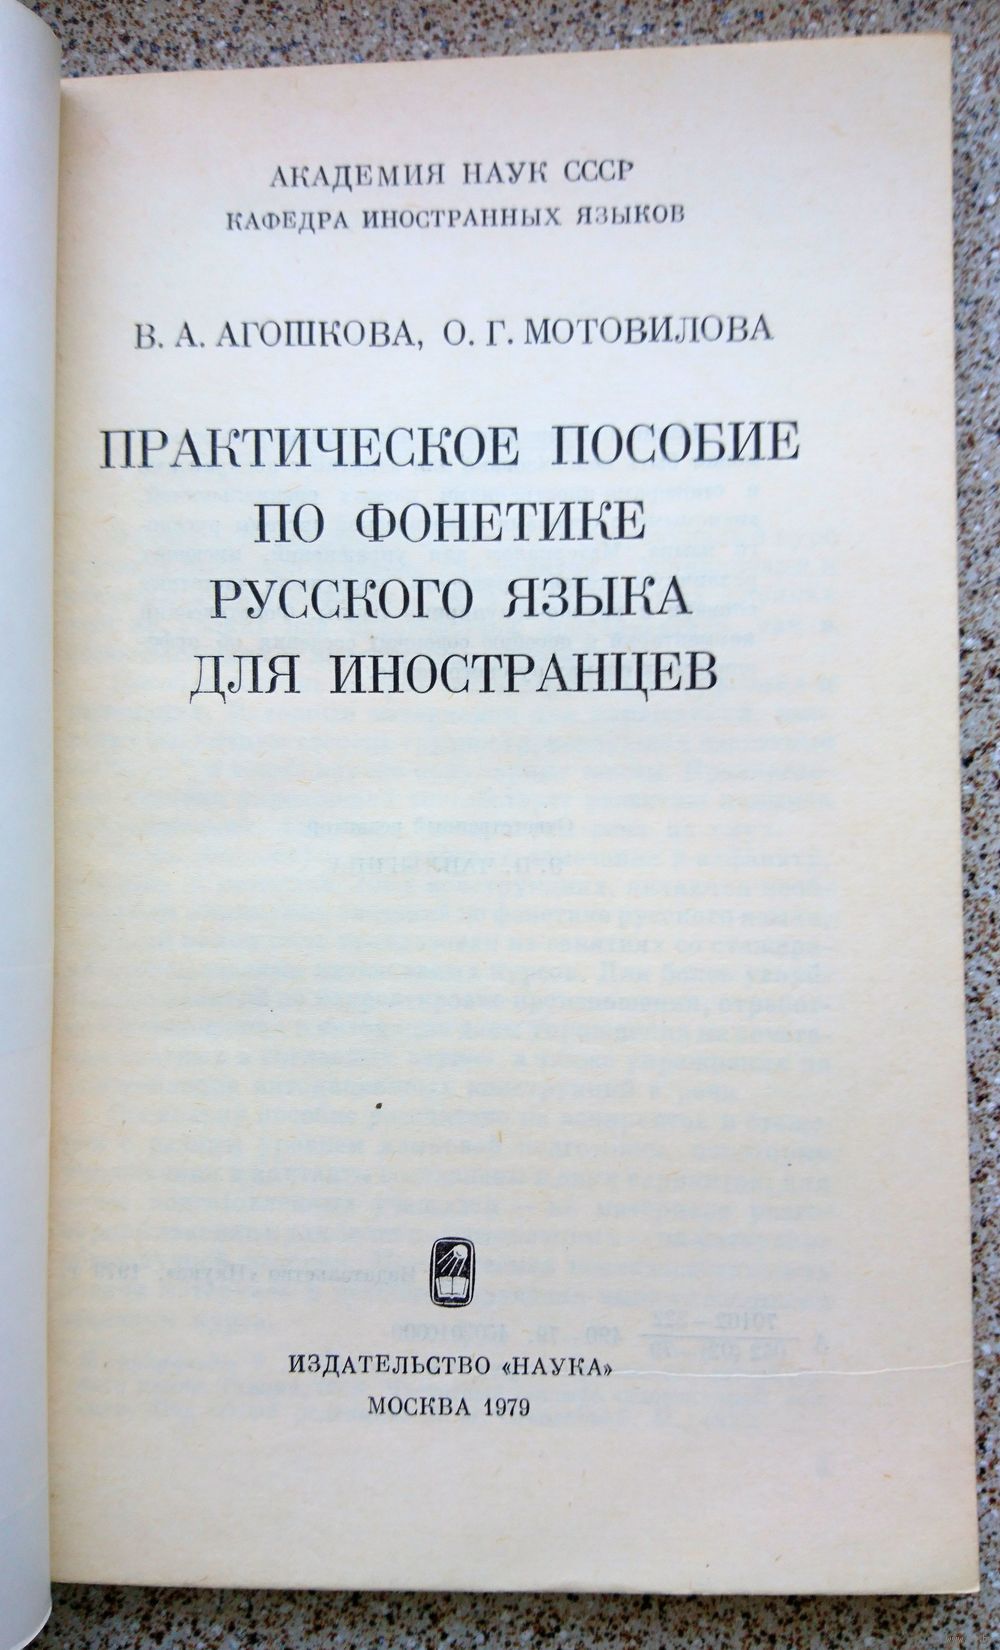 АКАДЕМИЯ НАУК СССР
КАФЕДРА ИНОСТРАННЫХ ЯЗЫКОВ
В. А. АГОШКОВА, О. Г. МОТОВИЛОВА
ПРАКТИЧЕСКОЕ ПОСОБИЕ
ПО ФОНЕТИКЕ
РУССКОГО ЯЗЫКА
ДЛЯ ИНОСТРАНЦЕВ
ИЗДАТЕЛЬСТВО «НАУКА»
МОСКВА 1979